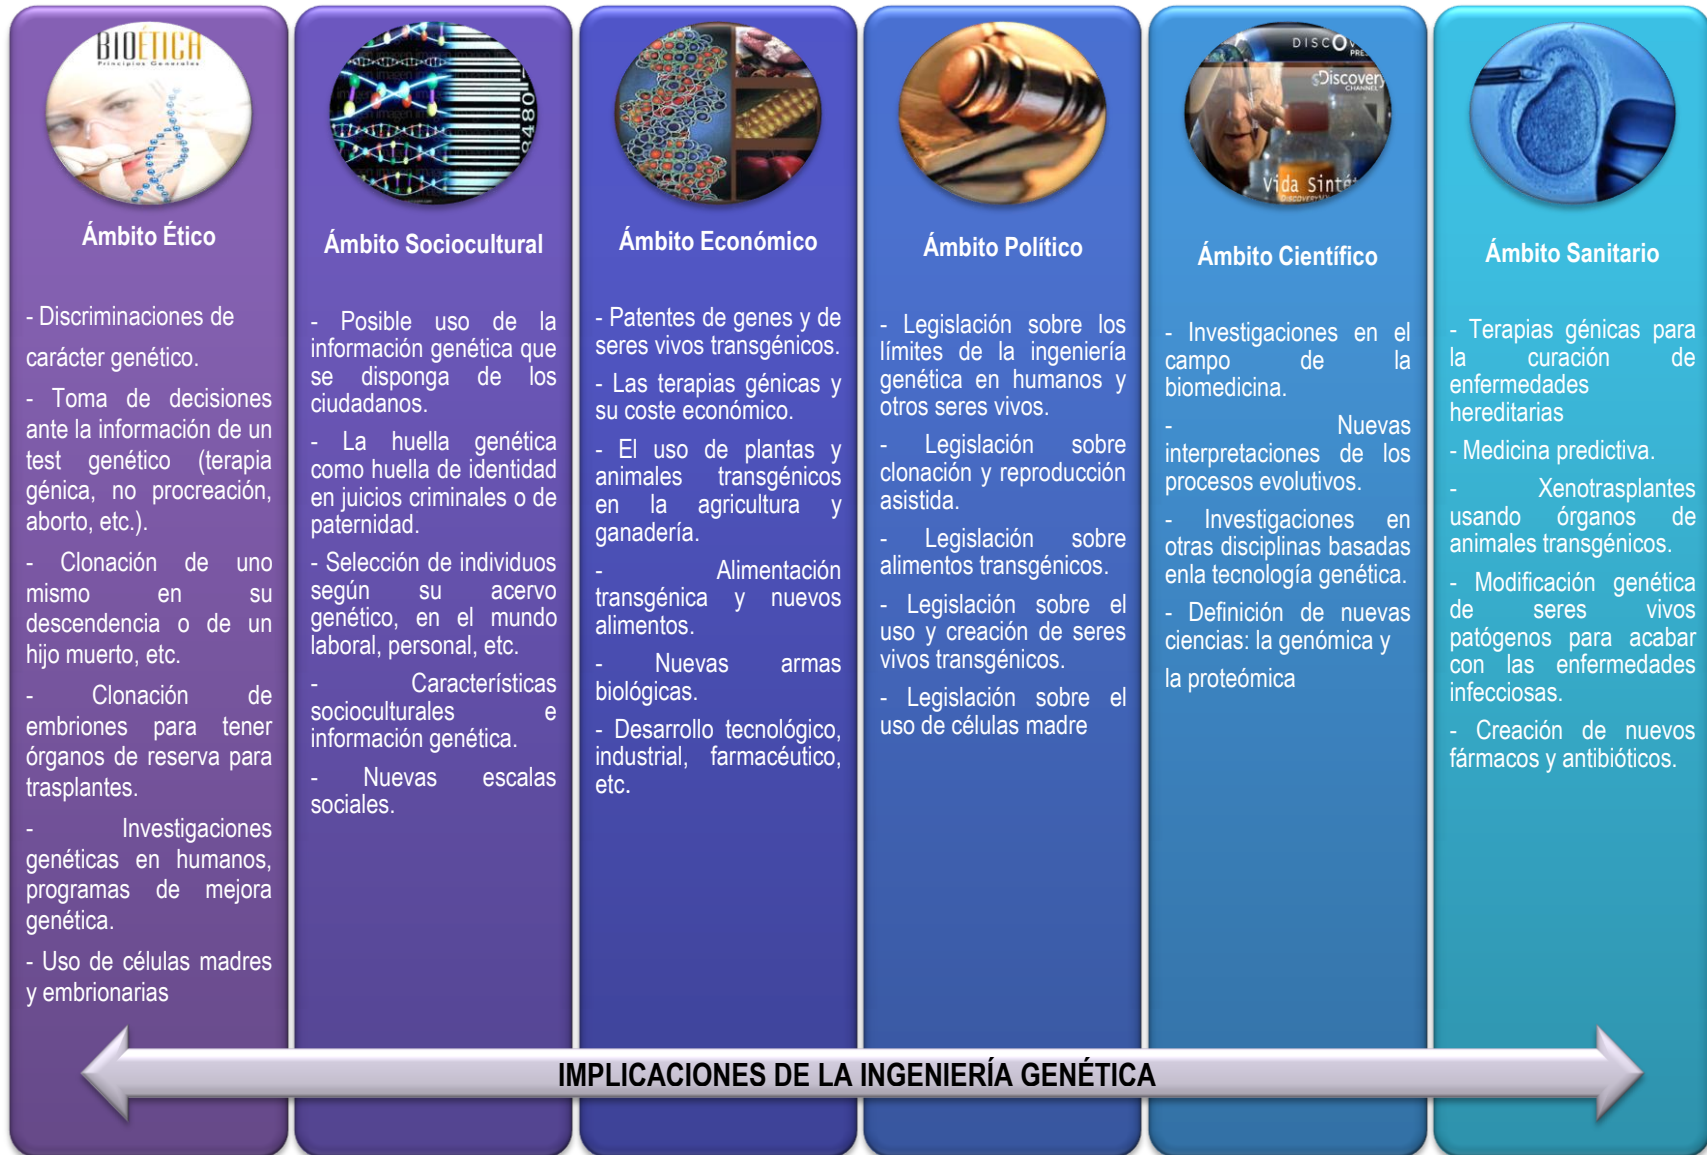 BIOÉTICA
Principios Generales
Ámbito Ético
- Discriminaciones de
carácter genético.
- Toma de decisiones
ante la información de un
test genético (terapia
génica, no procreación,
aborto, etc.).
- Clonación de uno
mismo en su
descendencia o de un
hijo muerto, etc.
- Clonación de
embriones para tener
órganos de reserva para
trasplantes.
- Investigaciones
genéticas en humanos,
programas de mejora
genética.
- Uso de células madres
y embrionarias
8480
Ámbito Sociocultural
- Posible uso de la
información genética que
se disponga de los
ciudadanos.
- La huella genética
como huella de identidad
en juicios criminales o de
paternidad.
- Selección de individuos
según su acervo
genético, en el mundo
laboral, personal, etc.
- Características
socioculturales e
información genética.
- Nuevas escalas
sociales.
Ámbito Económico
- Patentes de genes y de
seres vivos transgénicos.
- Las terapias génicas y
su coste económico.
- El uso de plantas y
animales transgénicos
en la agricultura y
ganadería.
- Alimentación
transgénica y nuevos
alimentos.
- Nuevas armas
biológicas.
- Desarrollo tecnológico,
industrial, farmacéutico,
etc.
Ámbito Político
- Legislación sobre los
límites de la ingeniería
genética en humanos y
otros seres vivos.
- Legislación sobre
clonación y reproducción
asistida.
- Legislación sobre
alimentos transgénicos.
- Legislación sobre el
uso y creación de seres
vivos transgénicos.
- Legislación sobre el
uso de células madre
Discovery
CHANNEL
Vida
Ámbito Científico
- Investigaciones en el
campo de la
biomedicina.
- Nuevas
interpretaciones de los
procesos evolutivos.
- Investigaciones en
otras disciplinas basadas
enla tecnología genética.
- Definición de nuevas
ciencias: la genómica y
la proteómica
Ámbito Sanitario
- Terapias génicas para
la curación de
enfermedades
hereditarias
- Medicina predictiva.
- Xenotrasplantes
usando órganos de
animales transgénicos.
- Modificación genética
de seres vivos
patógenos para acabar
con las enfermedades
infecciosas.
- Creación de nuevos
fármacos y antibióticos.
IMPLICACIONES DE LA INGENIERÍA GENÉTICA